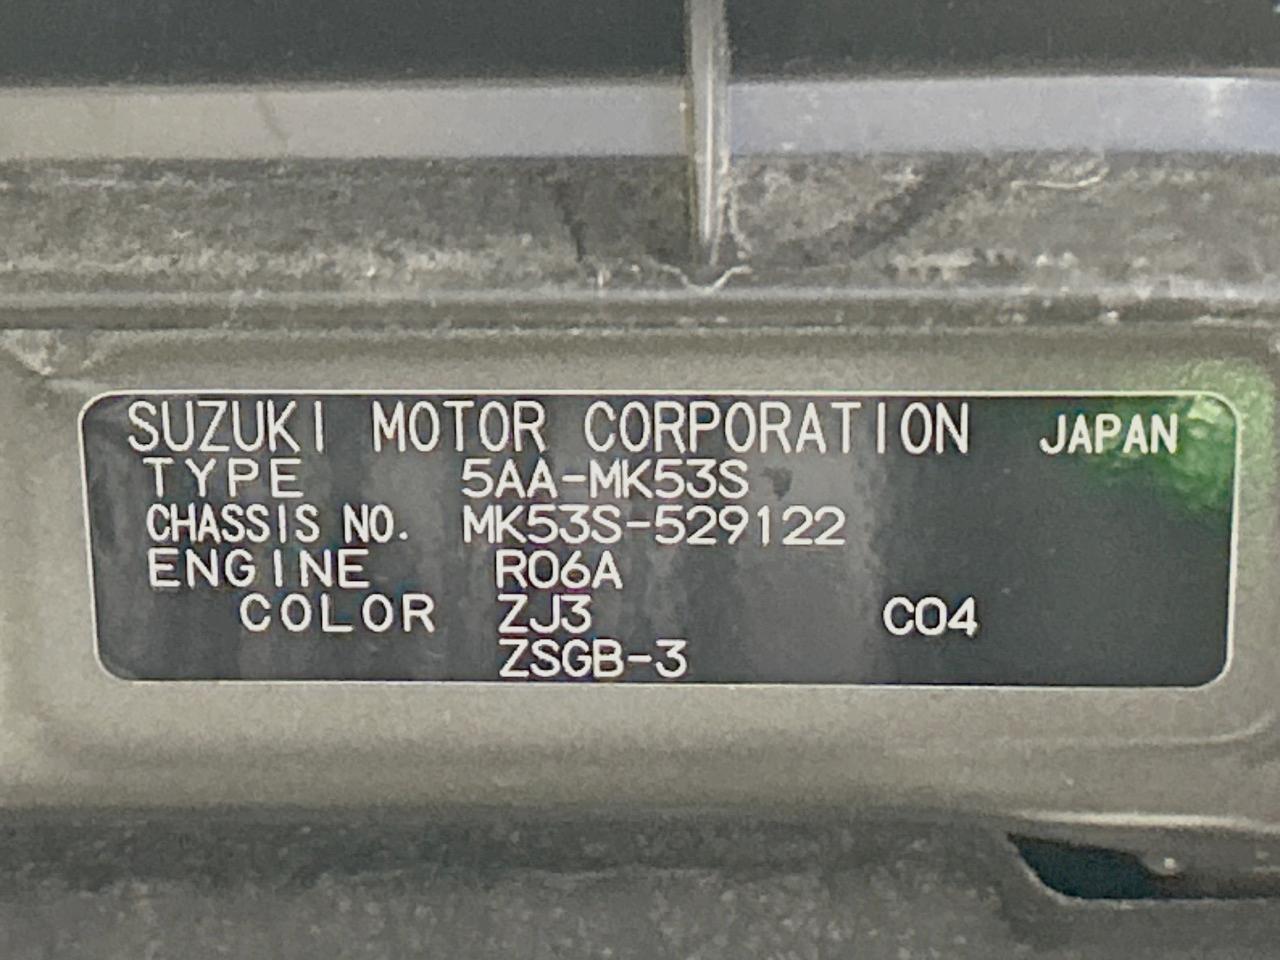 SUZUKI MOTOR CORPORATION JAPAN
TYPE 5AA-MK53S
CHASSIS NO. MK53S-529122
ENGINE R06A
COLOR ZJ3 C04
ZSGB-3